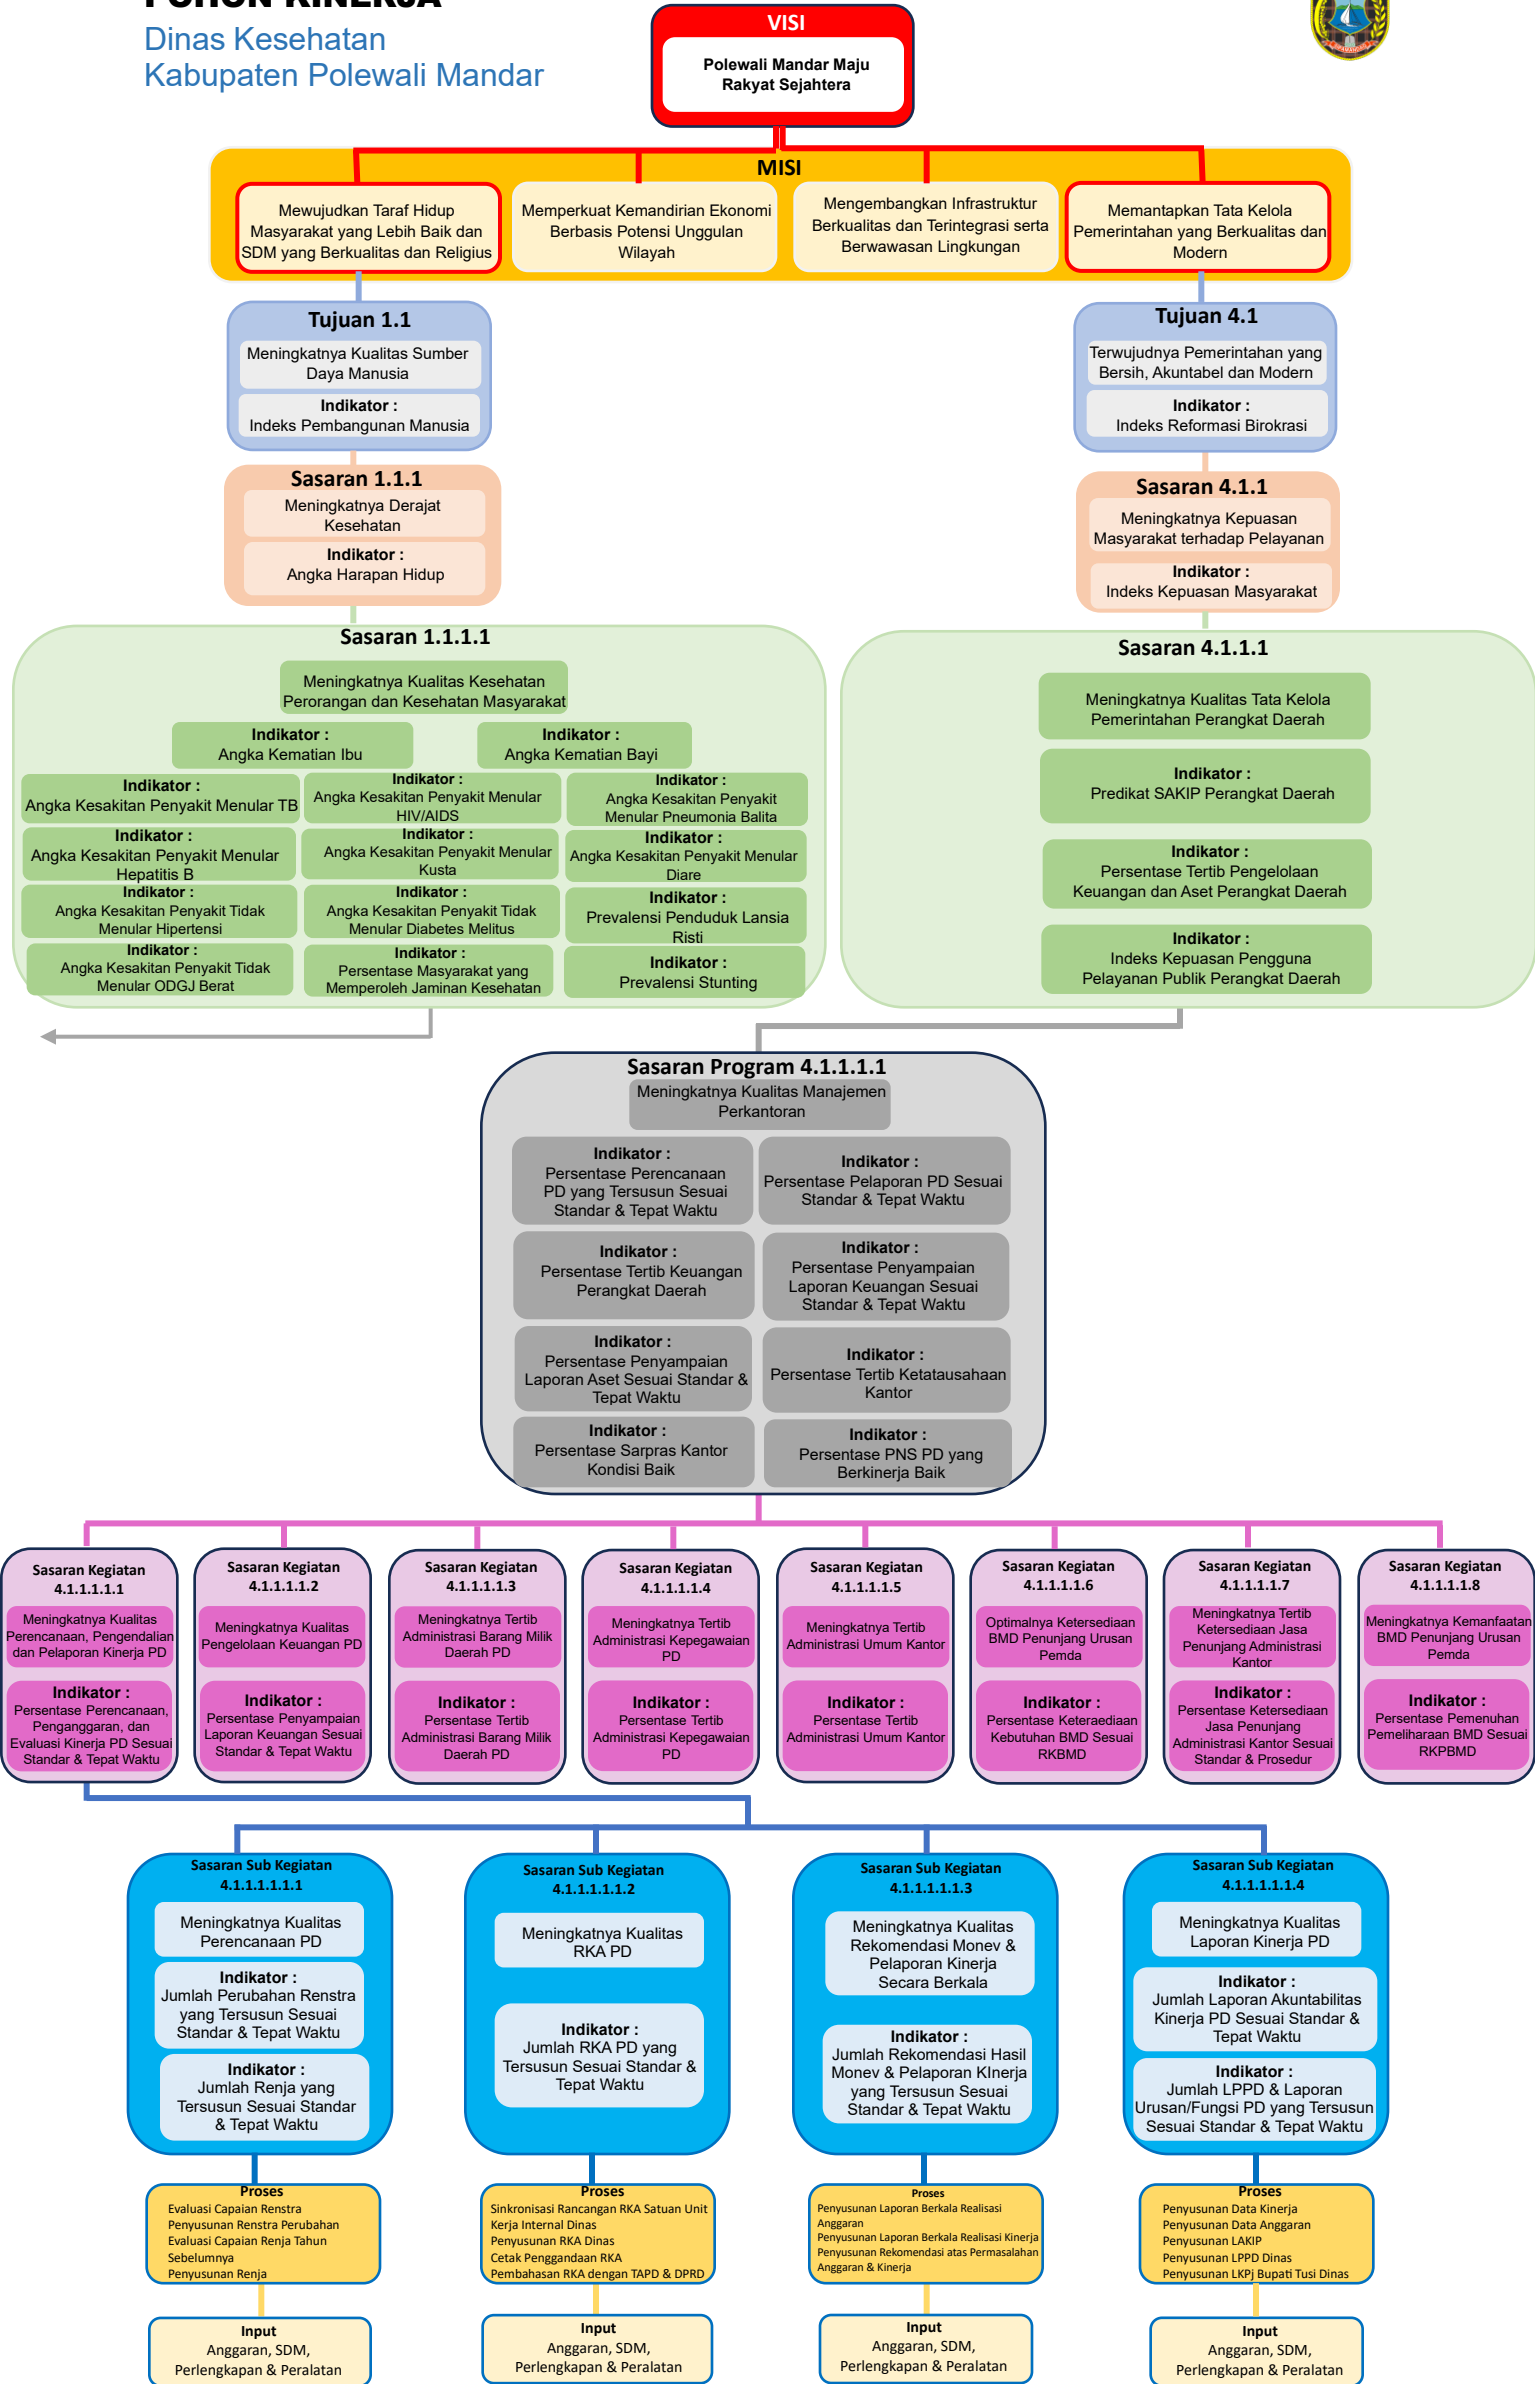 POHON KINERJA
Dinas Kesehatan
Kabupaten Polewali Mandar
VISI
Polewali Mandar Maju
Rakyat Sejahtera
MISI
Mewujudkan Taraf Hidup
Masyarakat yang Lebih Baik dan
SDM yang Berkualitas dan Religius
Memperkuat Kemandirian Ekonomi
Berbasis Potensi Unggulan
Wilayah
Mengembangkan Infrastruktur
Berkualitas dan Terintegrasi serta
Berwawasan Lingkungan
Memantapkan Tata Kelola
Pemerintahan yang Berkualitas dan
Modern
Tujuan 1.1
Meningkatnya Kualitas Sumber
Daya Manusia
Indikator :
Indeks Pembangunan Manusia
Tujuan 4.1
Terwujudnya Pemerintahan yang
Bersih, Akuntabel dan Modern
Indikator :
Indeks Reformasi Birokrasi
Sasaran 1.1.1
Meningkatnya Derajat
Kesehatan
Indikator :
Angka Harapan Hidup
Sasaran 4.1.1
Meningkatnya Kepuasan
Masyarakat terhadap Pelayanan
Indikator :
Indeks Kepuasan Masyarakat
Sasaran 1.1.1.1
Meningkatnya Kualitas Kesehatan
Perorangan dan Kesehatan Masyarakat
Indikator :
Angka Kematian Ibu
Indikator :
Angka Kematian Bayi
Indikator :
Angka Kesakitan Penyakit Menular TB
Indikator :
Angka Kesakitan Penyakit Menular
HIV/AIDS
Indikator :
Angka Kesakitan Penyakit
Menular Pneumonia Balita
Indikator :
Angka Kesakitan Penyakit Menular
Hepatitis B
Indikator :
Angka Kesakitan Penyakit Menular
Kusta
Indikator :
Angka Kesakitan Penyakit Menular
Diare
Indikator :
Angka Kesakitan Penyakit Tidak
Menular Hipertensi
Indikator :
Angka Kesakitan Penyakit Tidak
Menular Diabetes Melitus
Indikator :
Prevalensi Penduduk Lansia
Risti
Indikator :
Angka Kesakitan Penyakit Tidak
Menular ODGJ Berat
Indikator :
Persentase Masyarakat yang
Memperoleh Jaminan Kesehatan
Indikator :
Prevalensi Stunting
Sasaran 4.1.1.1
Meningkatnya Kualitas Tata Kelola
Pemerintahan Perangkat Daerah
Indikator :
Predikat SAKIP Perangkat Daerah
Indikator :
Persentase Tertib Pengelolaan
Keuangan dan Aset Perangkat Daerah
Indikator :
Indeks Kepuasan Pengguna
Pelayanan Publik Perangkat Daerah
Sasaran Program 4.1.1.1.1
Meningkatnya Kualitas Manajemen
Perkantoran
Indikator :
Persentase Perencanaan
PD yang Tersusun Sesuai
Standar & Tepat Waktu
Indikator :
Persentase Pelaporan PD Sesuai
Standar & Tepat Waktu
Indikator :
Persentase Tertib Keuangan
Perangkat Daerah
Indikator :
Persentase Penyampaian
Laporan Keuangan Sesuai
Standar & Tepat Waktu
Indikator :
Persentase Penyampaian
Laporan Aset Sesuai Standar &
Tepat Waktu
Indikator :
Persentase Tertib Ketatausahaan
Kantor
Indikator :
Persentase Sarpras Kantor
Kondisi Baik
Indikator :
Persentase PNS PD yang
Berkinerja Baik
Sasaran Kegiatan
4.1.1.1.1.1
Meningkatnya Kualitas
Perencanaan, Pengendalian
dan Pelaporan Kinerja PD
Indikator :
Persentase Perencanaan,
Penganggaran, dan
Evaluasi Kinerja PD Sesuai
Standar & Tepat Waktu
Sasaran Kegiatan
4.1.1.1.1.2
Meningkatnya Kualitas
Pengelolaan Keuangan PD
Indikator :
Persentase Penyampaian
Laporan Keuangan Sesuai
Standar & Tepat Waktu
Sasaran Kegiatan
4.1.1.1.1.3
Meningkatnya Tertib
Administrasi Barang Milik
Daerah PD
Indikator :
Persentase Tertib
Administrasi Barang Milik
Daerah PD
Sasaran Kegiatan
4.1.1.1.1.4
Meningkatnya Tertib
Administrasi Kepegawaian
PD
Indikator :
Persentase Tertib
Administrasi Kepegawaian
PD
Sasaran Kegiatan
4.1.1.1.1.5
Meningkatnya Tertib
Administrasi Umum Kantor
Indikator :
Persentase Tertib
Administrasi Umum Kantor
Sasaran Kegiatan
4.1.1.1.1.6
Optimalnya Ketersediaan
BMD Penunjang Urusan
Pemda
Indikator :
Persentase Keteraediaan
Kebutuhan BMD Sesuai
RKBMD
Sasaran Kegiatan
4.1.1.1.1.7
Meningkatnya Tertib
Ketersediaan Jasa
Penunjang Administrasi
Kantor
Indikator :
Persentase Ketersediaan
Jasa Penunjang
Administrasi Kantor Sesuai
Standar & Prosedur
Sasaran Kegiatan
4.1.1.1.1.8
Meningkatnya Kemanfaatan
BMD Penunjang Urusan
Pemda
Indikator :
Persentase Pemenuhan
Pemeliharaan BMD Sesuai
RKPBMD
Sasaran Sub Kegiatan
4.1.1.1.1.1.1
Meningkatnya Kualitas
Perencanaan PD
Indikator :
Jumlah Perubahan Renstra
yang Tersusun Sesuai
Standar & Tepat Waktu
Indikator :
Jumlah Renja yang
Tersusun Sesuai Standar
& Tepat Waktu
Sasaran Sub Kegiatan
4.1.1.1.1.1.2
Meningkatnya Kualitas
RKA PD
Indikator :
Jumlah RKA PD yang
Tersusun Sesuai Standar &
Tepat Waktu
Sasaran Sub Kegiatan
4.1.1.1.1.1.3
Meningkatnya Kualitas
Rekomendasi Monev &
Pelaporan Kinerja
Secara Berkala
Indikator :
Jumlah Rekomendasi Hasil
Monev & Pelaporan KInerja
yang Tersusun Sesuai
Standar & Tepat Waktu
Sasaran Sub Kegiatan
4.1.1.1.1.1.4
Meningkatnya Kualitas
Laporan Kinerja PD
Indikator :
Jumlah Laporan Akuntabilitas
Kinerja PD Sesuai Standar &
Tepat Waktu
Indikator :
Jumlah LPPD & Laporan
Urusan/Fungsi PD yang Tersusun
Sesuai Standar & Tepat Waktu
Proses
Evaluasi Capaian Renstra
Penyusunan Renstra Perubahan
Evaluasi Capaian Renja Tahun
Sebelumnya
Penyusunan Renja
Proses
Sinkronisasi Rancangan RKA Satuan Unit
Kerja Internal Dinas
Penyusunan RKA Dinas
Cetak Penggandaan RKA
Pembahasan RKA dengan TAPD & DPRD
Proses
Penyusunan Laporan Berkala Realisasi
Anggaran
Penyusunan Laporan Berkala Realisasi Kinerja
Penyusunan Rekomendasi atas Permasalahan
Anggaran & Kinerja
Proses
Penyusunan Data Kinerja
Penyusunan Data Anggaran
Penyusunan LAKIP
Penyusunan LPPD Dinas
Penyusunan LKPj Bupati Tusi Dinas
Input
Anggaran, SDM,
Perlengkapan & Peralatan
Input
Anggaran, SDM,
Perlengkapan & Peralatan
Input
Anggaran, SDM,
Perlengkapan & Peralatan
Input
Anggaran, SDM,
Perlengkapan & Peralatan